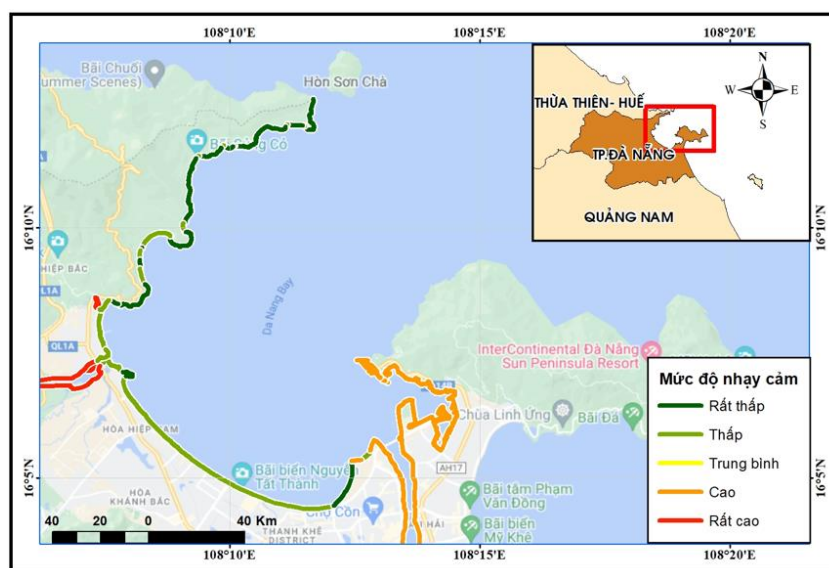 108°10'E
108°15'E
108°20'E
Bãi Chuối
ummer Scenes)
Hòn Sơn Chà
N
W
E
S
THỪA THIÊN- HUẾ
TP.ĐÀ NẴNG
QUẢNG NAM
16°10'N
16°10'N
HIỆP BẮC
QL1A
Da Nang Bay
QL1A
InterContinental Đà Nẵng
Sun Peninsula Resort
HÒA HIỆP NAM
Chùa Linh Ứng
Bãi Đá
AH17
HÒA
KHÁNH BẮC
Bãi biển Nguyễn
Tất Thành
Chợ Cồn
THANH KHÊ
DISTRICT
HẢI
Bãi tắm Phạm
Văn Đồng
Bãi biển
Mỹ Khê
16°5'N
16°5'N
Mức độ nhạy cảm
Rất thấp
Thấp
Trung bình
Cao
Rất cao
40 20 0 40 Km
108°10'E
108°15'E
108°20'E